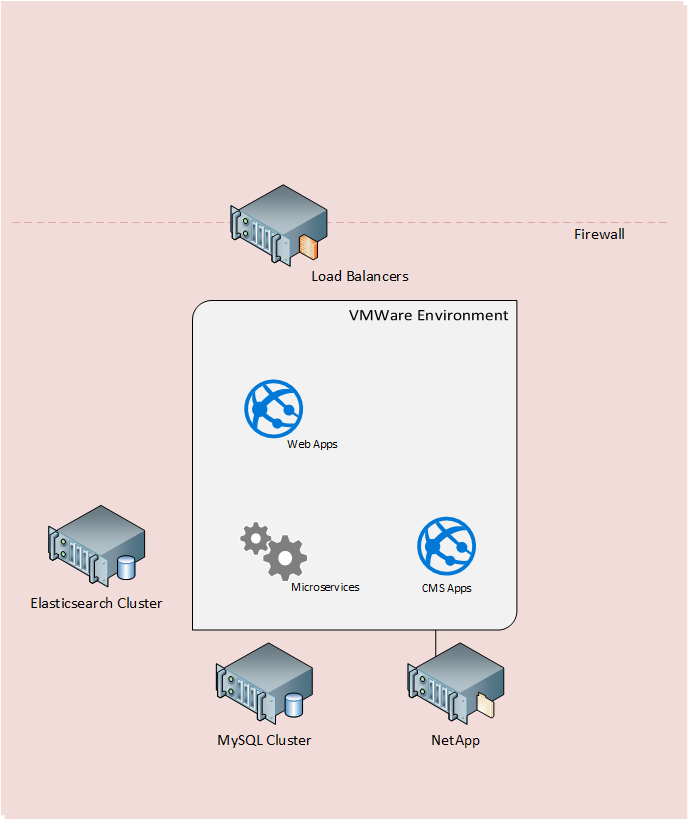 Firewall
Load Balancers
VMWare Environment
Web Apps
Microservices
CMS Apps
Elasticsearch Cluster
MySQL Cluster
NetApp